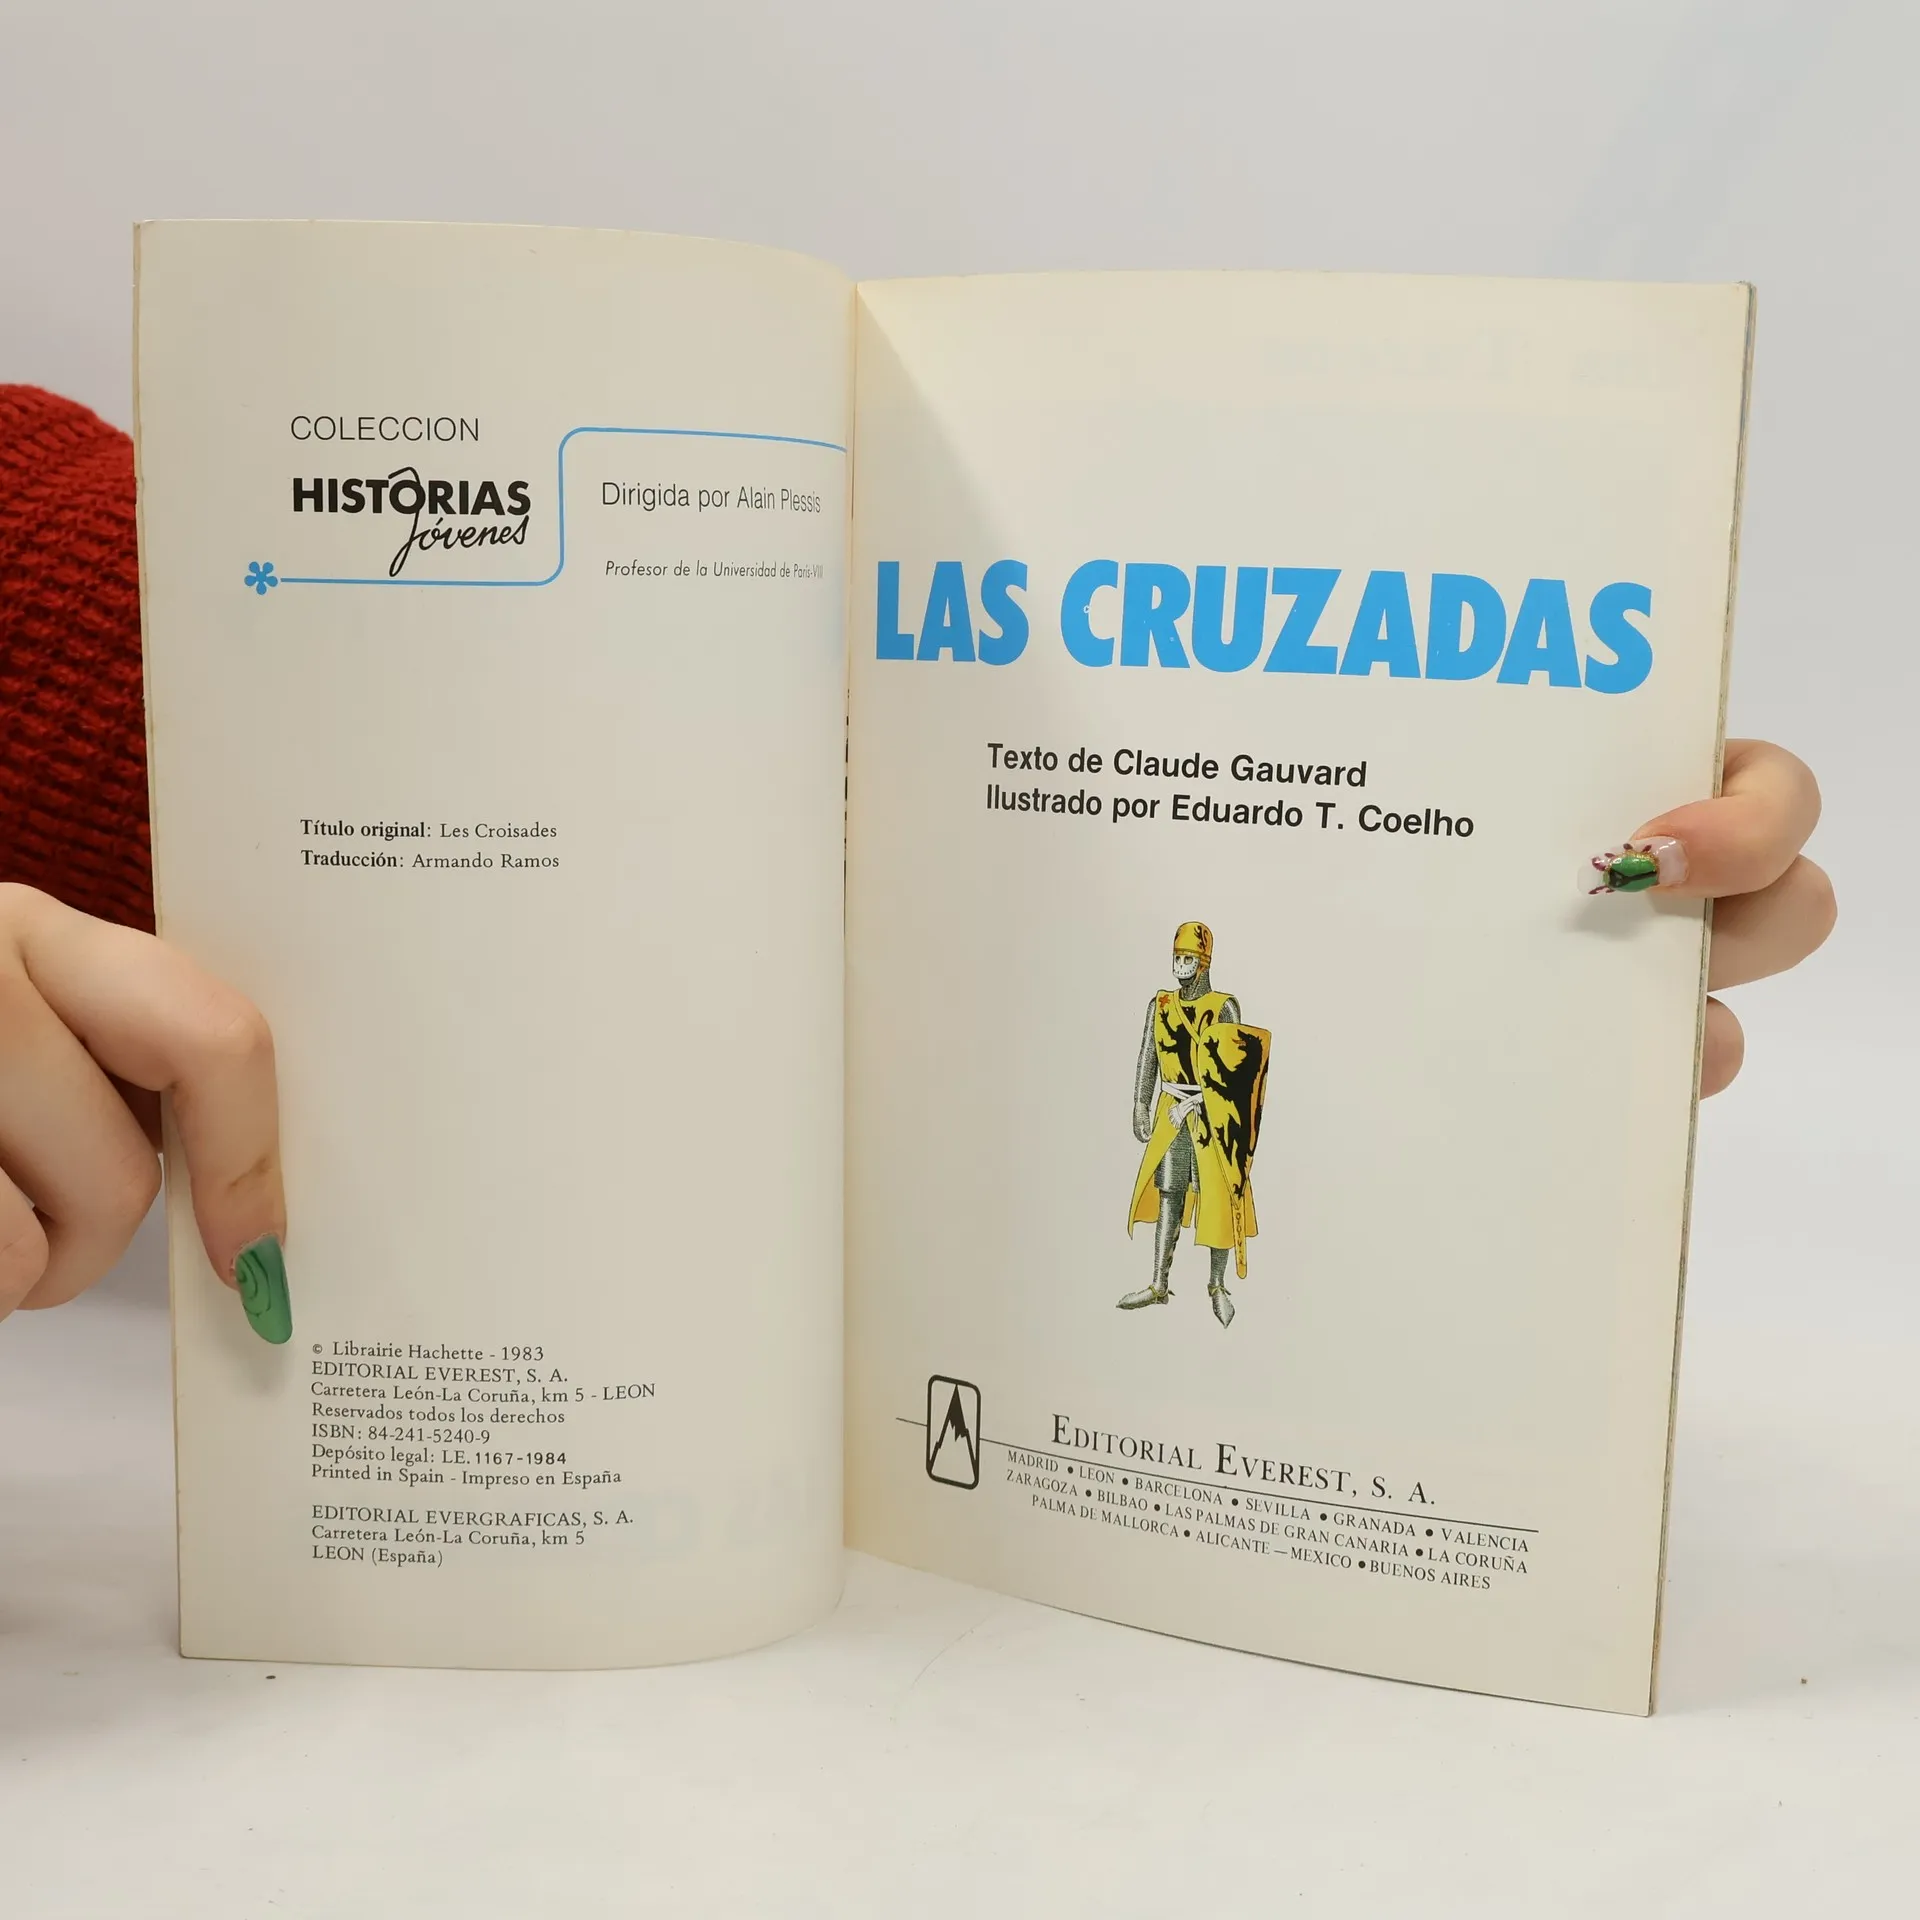 COLECCION
HISTORIAS
Jóvenes
Dirigida por Alain Plessis
Profesor de la Universidad de París-VIII
Título original: Les Croisades
Traducción: Armando Ramos
© Librairie Hachette - 1983
EDITORIAL EVEREST, S. A.
Carretera León-La Coruña, km 5 - LEON
Reservados todos los derechos
ISBN: 84-241-5240-9
Depósito legal: LE. 1167-1984
Printed in Spain - Impreso en España
EDITORIAL EVERGRAFICAS, S. A.
Carretera León-La Coruña, km 5
LEON (España)
LAS CRUZADAS
Texto de Claude Gauvard
Ilustrado por Eduardo T. Coelho
EDITORIAL EVEREST, S. A.
MADRID • LEON • BARCELONA • SEVILLA • GRANADA • VALENCIA
ZARAGOZA • BILBAO • LAS PALMAS DE GRAN CANARIA • LA CORUÑA
PALMA DE MALLORCA • ALICANTE — MEXICO • BUENOS AIRES